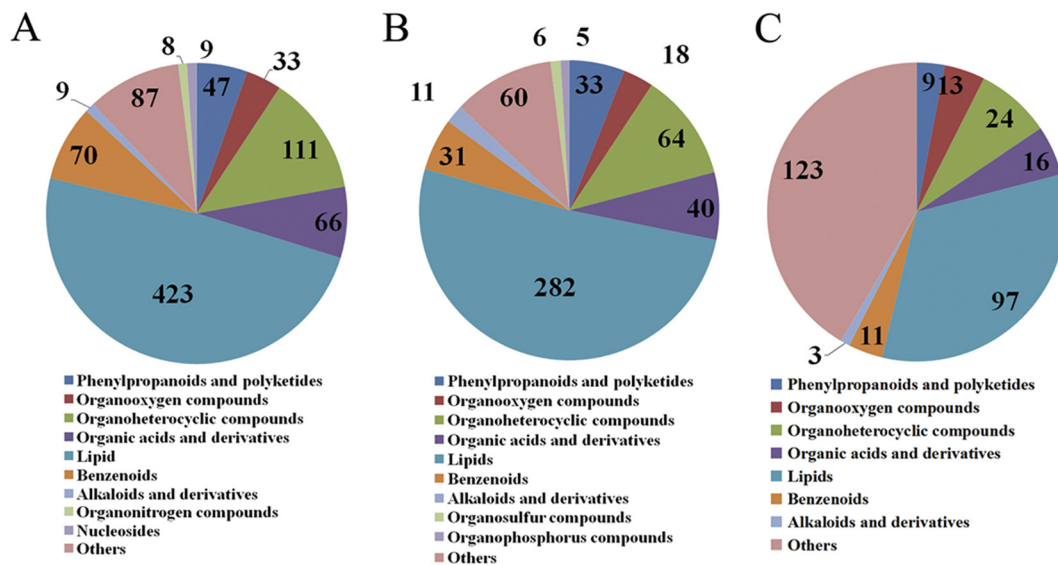 A
B
C
8
9
33
9
87
47
111
70
66
423
6
5
18
11
60
33
64
31
40
282
9
13
24
16
123
97
11
3
Phenylpropanoids and polyketides
Organooxygen compounds
Organoheterocyclic compounds
Organic acids and derivatives
Lipid
Benzenoids
Alkaloids and derivatives
Organonitrogen compounds
Nucleosides
Others
Phenylpropanoids and polyketides
Organooxygen compounds
Organoheterocyclic compounds
Organic acids and derivatives
Lipids
Benzenoids
Alkaloids and derivatives
Organosulfur compounds
Organophosphorus compounds
Others
Phenylpropanoids and polyketides
Organooxygen compounds
Organoheterocyclic compounds
Organic acids and derivatives
Lipids
Benzenoids
Alkaloids and derivatives
Others